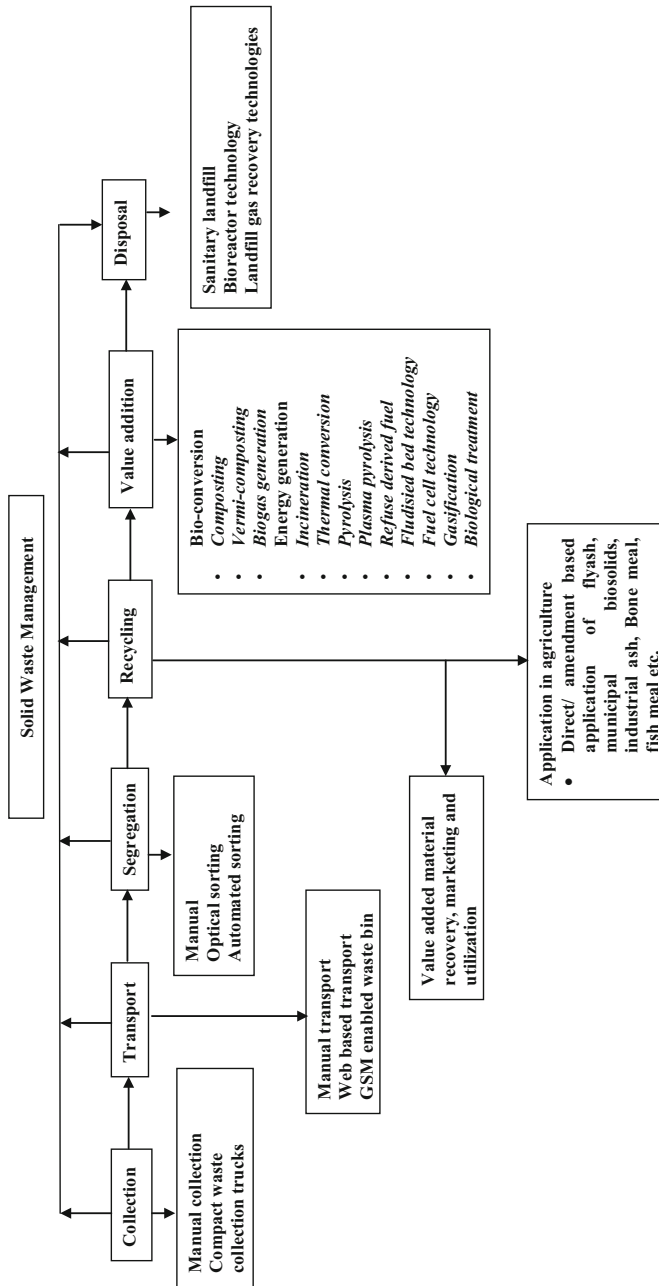 Solid Waste Management
Collection
Transport
Segregation
Recycling
Value addition
Disposal
Manual collection
Compact waste
collection trucks
Manual transport
Web based transport
GSM enabled waste bin
Manual
Optical sorting
Automated sorting
Value added material
recovery, marketing and
utilization
Application in agriculture
• Direct/ amendment based
application of flyash,
municipal biosolids,
industrial ash, Bone meal,
fish meal etc.
Bio-conversion
• Composting
• Vermi-composting
• Biogas generation
Energy generation
• Incineration
• Thermal conversion
• Pyrolysis
• Plasma pyrolysis
• Refuse derived fuel
• Fludisied bed technology
• Fuel cell technology
• Gasification
• Biological treatment
Sanitary landfill
Bioreactor technology
Landfill gas recovery technologies